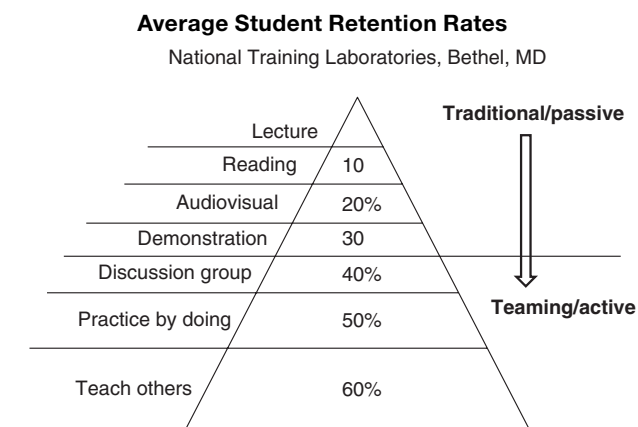 Average Student Retention Rates
National Training Laboratories, Bethel, MD
Traditional/passive
Lecture
Reading 10
Audiovisual 20%
Demonstration 30
Discussion group 40%
Teaming/active
Practice by doing 50%
Teach others 60%